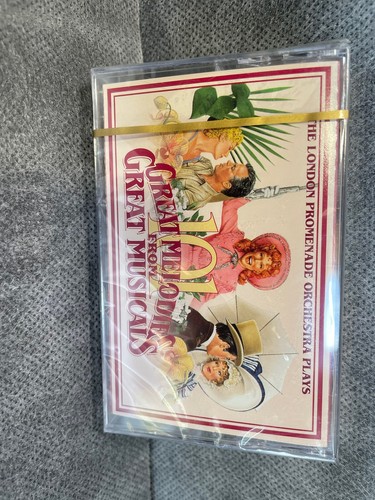 THE LONDON PROMENADE ORCHESTRA PLAYS
101
GREAT MELODIES
FROM
GREAT MUSICALS